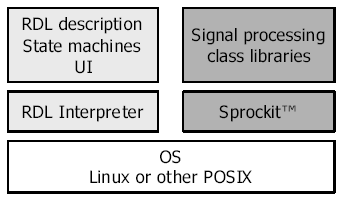 RDL description
State machines
UI
Signal processing
class libraries
RDL Interpreter
Sprockit™
OS
Linux or other POSIX